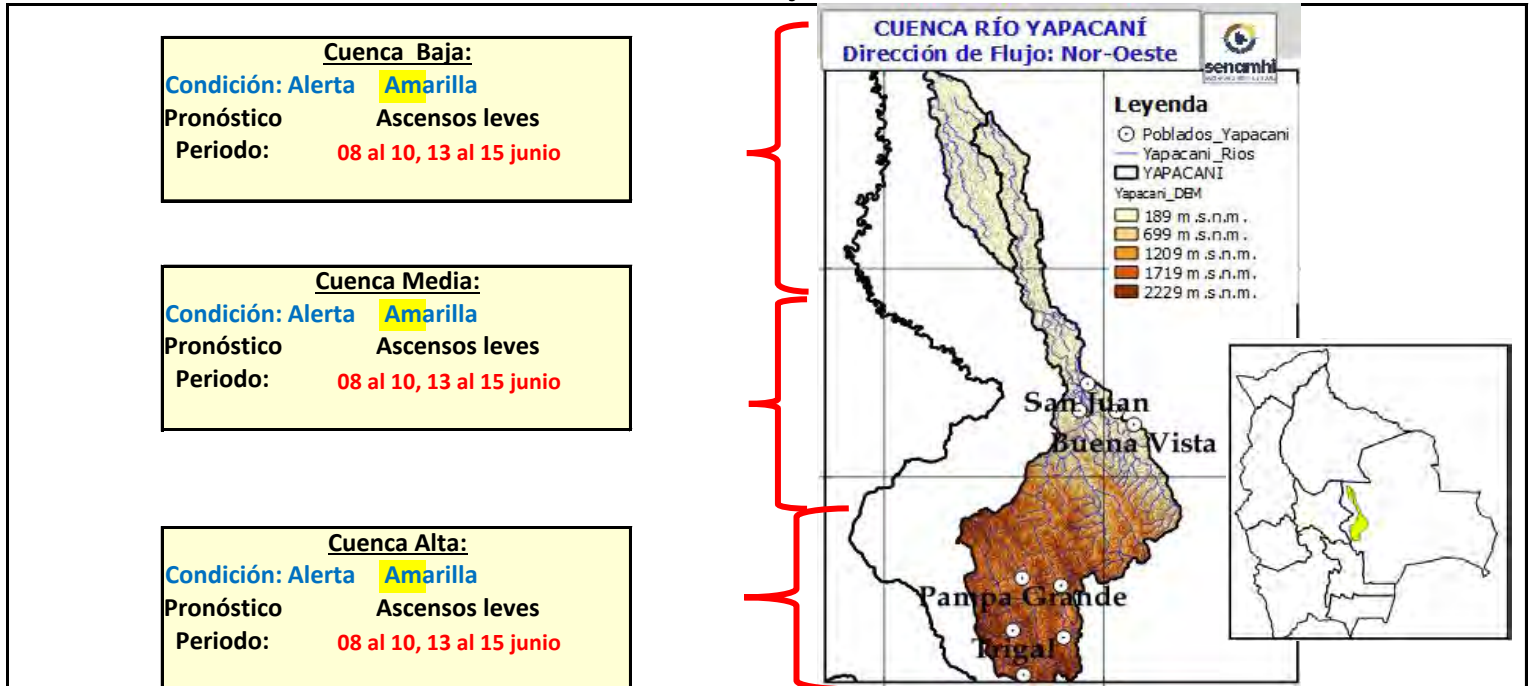 Cuenca Baja:
Condición: Alerta Amarilla
Pronóstico Ascensos leves
Periodo: 08 al 10, 13 al 15 junio
Cuenca Media:
Condición: Alerta Amarilla
Pronóstico Ascensos leves
Periodo: 08 al 10, 13 al 15 junio
Cuenca Alta:
Condición: Alerta Amarilla
Pronóstico Ascensos leves
Periodo: 08 al 10, 13 al 15 junio
CUENCA RÍO YAPACANÍ
Dirección de Flujo: Nor-Oeste
senamhi
Leyenda
Poblados_Yapacani
Yapacani_Rios
YAPACANI
Yapacani_DEM
189 m.s.n.m.
699 m.s.n.m.
1209 m.s.n.m.
1719 m.s.n.m.
2229 m.s.n.m.
San Juan
Buena Vista
Pampa Grande
Trigal